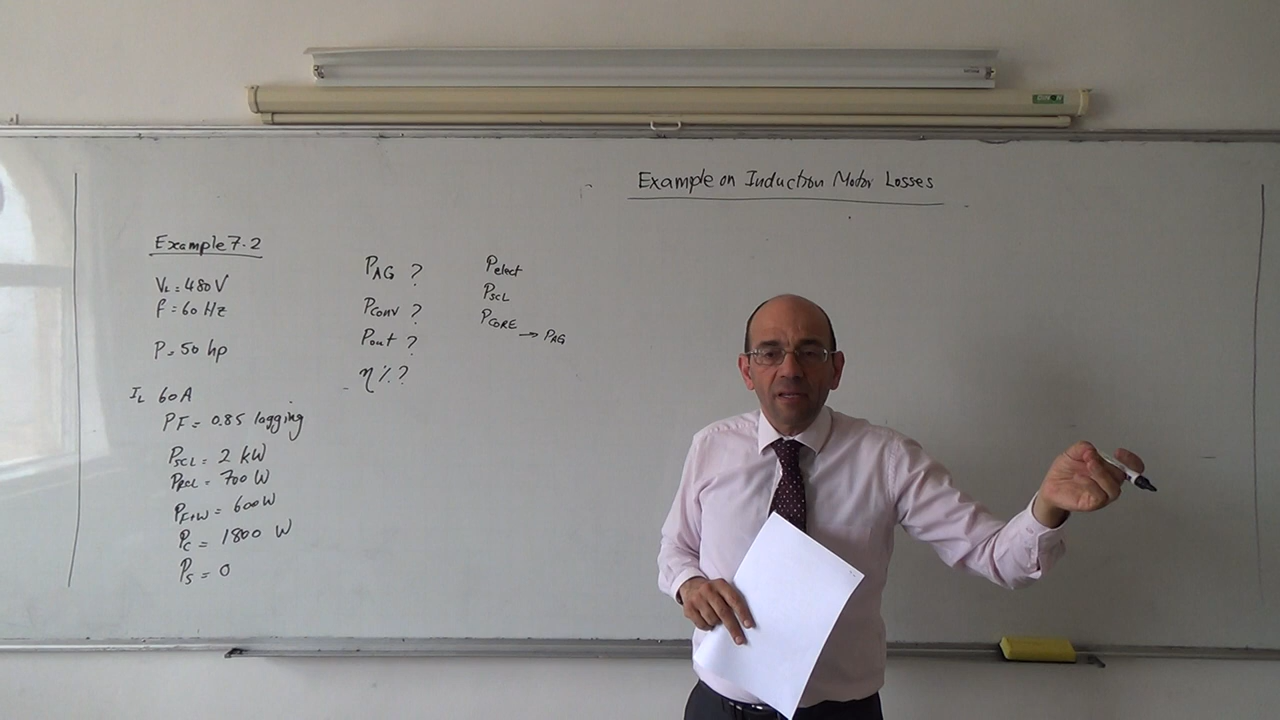 Example on Induction Motor Losses
Example 7.2
VL = 480 V
f = 60 Hz
P = 50 hp
IL 60A
PF = 0.85 lagging
PSCL = 2 kW
PRCL = 700 W
PF+W = 600 W
PC = 1800 W
PS = 0
PAG ?
PConv ?
Pout ?
η % ?
Pelect
PSCL
PCORE → PAG